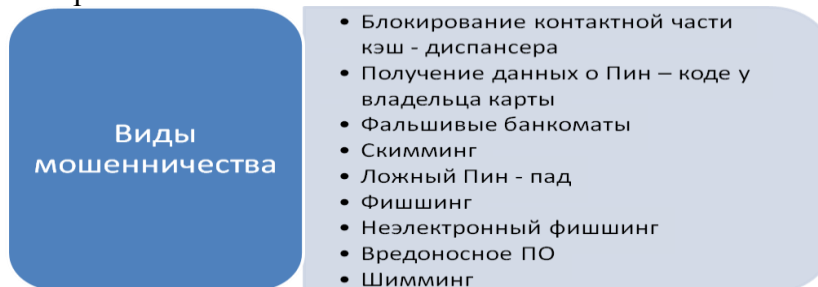 Виды
мошенничества
• Блокирование контактной части
кэш - диспансера
• Получение данных о Пин – коде у
владельца карты
• Фальшивые банкоматы
• Скимминг
• Ложный Пин - пад
• Фишшинг
• Неэлектронный фишшинг
• Вредоносное ПО
• Шимминг